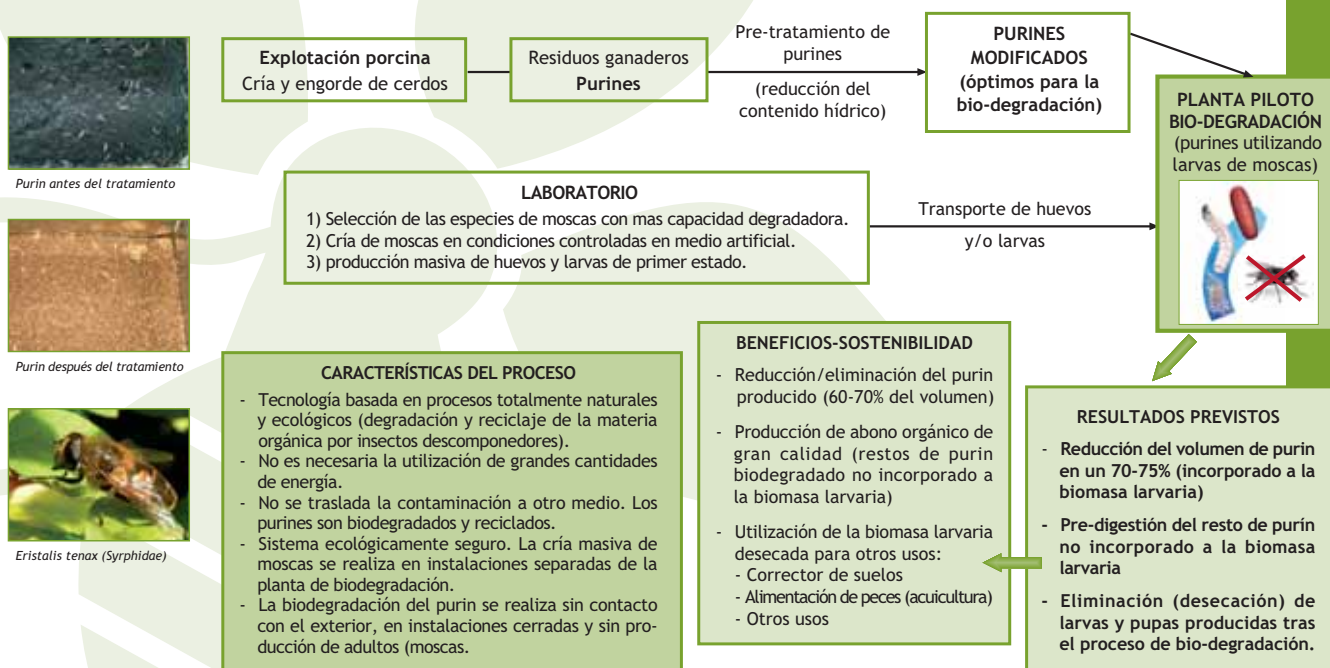 Explotación porcina
Cría y engorde de cerdos
Residuos ganaderos
Purines
Pre-tratamiento de
purines
(reducción del
contenido hídrico)
PURINES
MODIFICADOS
(óptimos para la
bio-degradación)
PLANTA PILOTO
BIO-DEGRADACIÓN
(purines utilizando
larvas de moscas)
Purin antes del tratamiento
LABORATORIO
1) Selección de las especies de moscas con mas capacidad degradadora.
2) Cría de moscas en condiciones controladas en medio artificial.
3) producción masiva de huevos y larvas de primer estado.
Transporte de huevos
y/o larvas
Purin después del tratamiento
CARACTERÍSTICAS DEL PROCESO
- Tecnología basada en procesos totalmente naturales
y ecológicos (degradación y reciclaje de la materia
orgánica por insectos descomponedores).
- No es necesaria la utilización de grandes cantidades
de energía.
- No se traslada la contaminación a otro medio. Los
purines son biodegradados y reciclados.
- Sistema ecológicamente seguro. La cría masiva de
moscas se realiza en instalaciones separadas de la
planta de biodegradación.
- La biodegradación del purin se realiza sin contacto
con el exterior, en instalaciones cerradas y sin pro-
ducción de adultos (moscas.
Eristalis tenax (Syrphidae)
BENEFICIOS-SOSTENIBILIDAD
- Reducción/eliminación del purin
producido (60-70% del volumen)
- Producción de abono orgánico de
gran calidad (restos de purin
biodegradado no incorporado a
la biomasa larvaria)
- Utilización de la biomasa larvaria
desecada para otros usos:
- Corrector de suelos
- Alimentación de peces (acuicultura)
- Otros usos
RESULTADOS PREVISTOS
- Reducción del volumen de purin
en un 70-75% (incorporado a la
biomasa larvaria)
- Pre-digestión del resto de purín
no incorporado a la biomasa
larvaria
- Eliminación (desecación) de
larvas y pupas producidas tras
el proceso de bio-degradación.